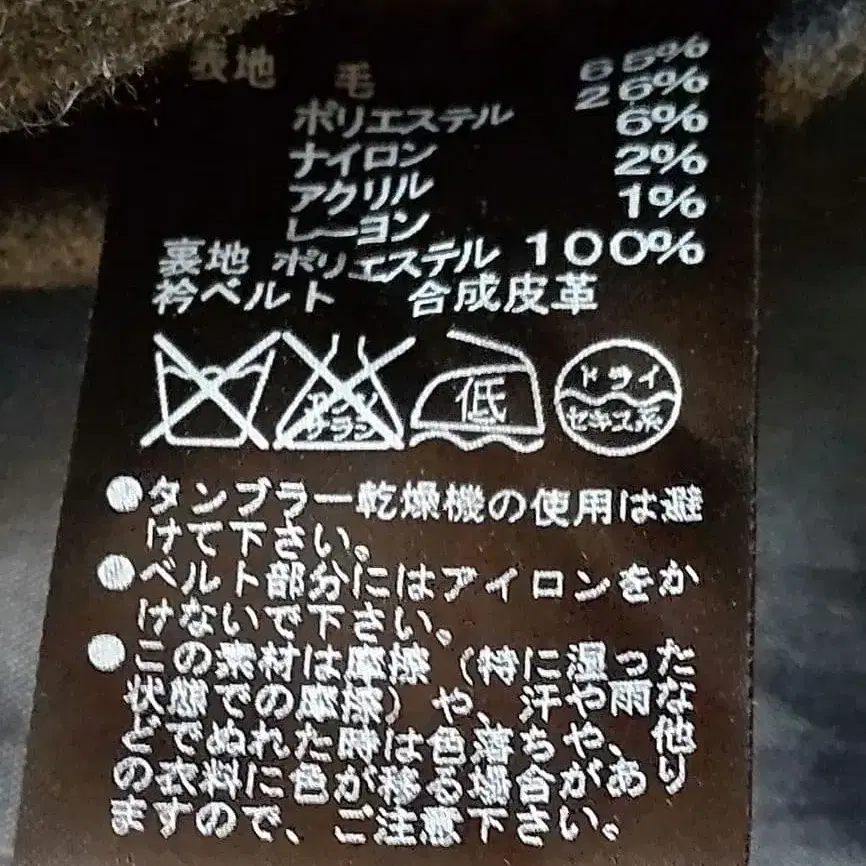 表地 毛 65%
ポリエステル 26%
ナイロン 6%
アクリル 2%
レーヨン 1%
裏地 ポリエステル 100%
衿ベルト 合成皮革
エンソ サラシ 低 ドライ セキユ系
●タンブラー乾燥機の使用は避
けて下さい。
●ベルト部分にはアイロンをか
けないで下さい。
●この素材は摩擦（特に湿った
状態での摩擦）や、汗や雨な
どでぬれた時は色落ちや、他
の衣料に色が移る場合があり
ますので、ご注意下さい。